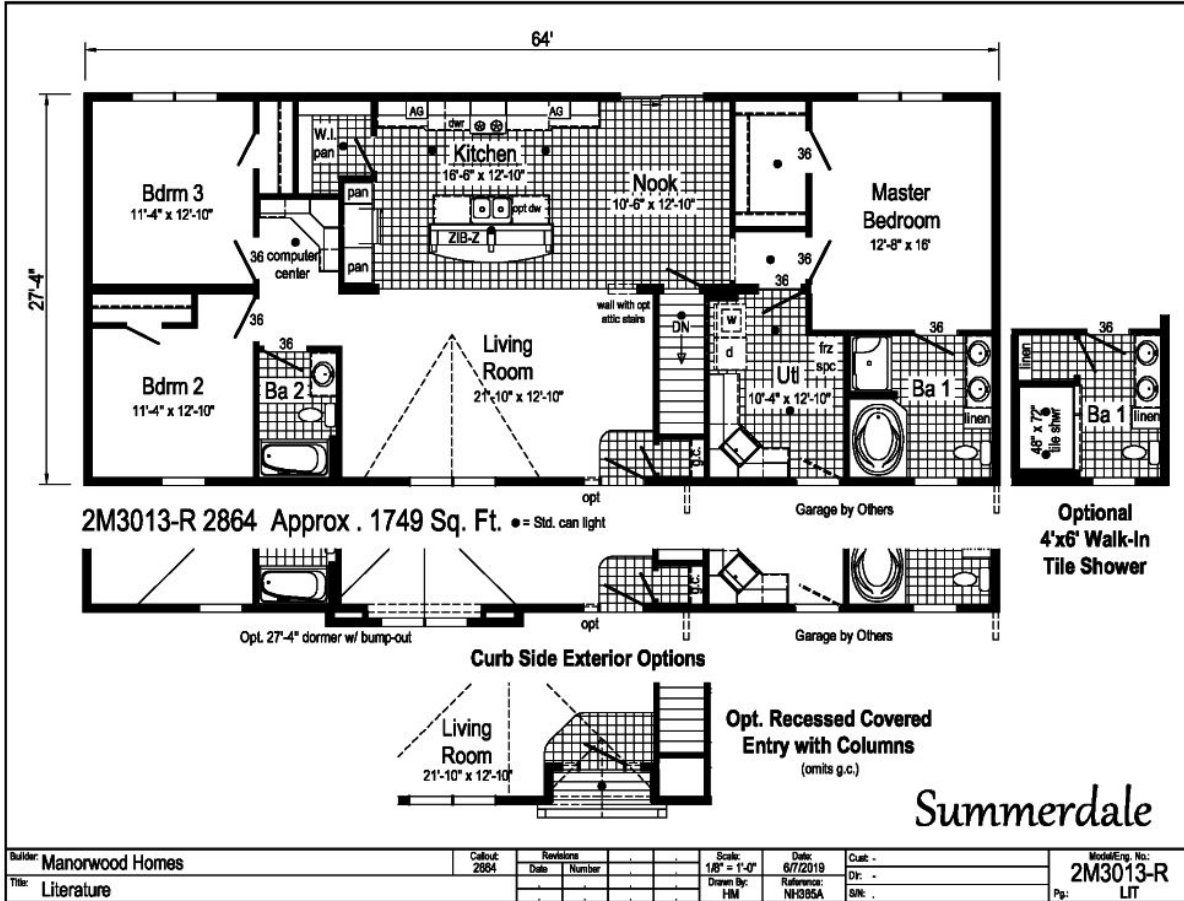 64'
27'-4"
Bdrm 3
11'-4" x 12'-10"
W.I.
pan
AG
dwr
AG
Kitchen
16'-6" x 12'-10"
Nook
10'-6" x 12'-10"
36
Master
Bedroom
12'-8" x 16'
pan
opt dw
ZIB-Z
pan
36
computer
center
36
36
36
Bdrm 2
11'-4" x 12'-10"
36
Ba 2
Living
Room
21'-10" x 12'-10"
wall with opt
attic stairs
DN
w
d
frz
spc
Utl
10'-4" x 12'-10"
36
Ba 1
linen
g.c.
opt
Garage by Others
36
linen
Ba 1
linen
48" x 72"
tile shwr
Optional
4'x6' Walk-In
Tile Shower
2M3013-R 2864 Approx . 1749 Sq. Ft. ● = Std. can light
g.c.
opt
Opt. 27'-4" dormer w/ bump-out
Garage by Others
Curb Side Exterior Options
Living
Room
21'-10" x 12'-10"
Opt. Recessed Covered
Entry with Columns
(omits g.c.)
Summerdale
Builder: Manorwood Homes
Title: Literature
Callout:
2864
Revisions
Date Number
Scale:
1/8" = 1'-0"
Drawn By:
HM
Date:
6/7/2019
Reference:
NH385A
Cust: -
Dir: -
S/N: .
Model/Eng. No.:
2M3013-R
Pg.: LIT